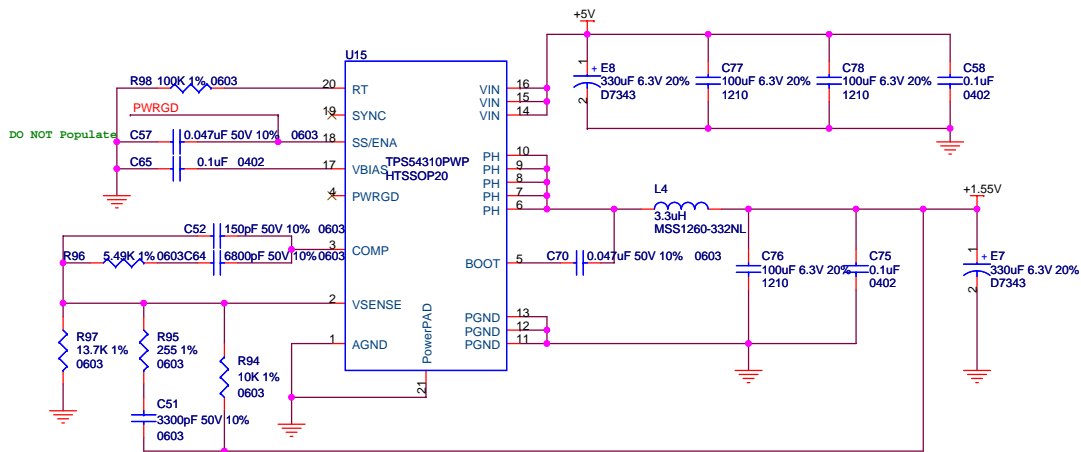 +5V
U15
E8
330uF 6.3V 20%
D7343
+
1
2
C77
100uF 6.3V 20%
1210
C78
100uF 6.3V 20%
1210
C58
0.1uF
0402
R98 100K 1% 0603
20 RT
VIN 16
VIN 15
VIN 14
PWRGD
19 SYNC
DO NOT Populate
C57 0.047uF 50V 10% 0603
18 SS/ENA
C65 0.1uF 0402
17 VBIAS
TPS54310PWP
HTSSOP20
4 PWRGD
PH 10
PH 9
PH 8
PH 7
PH 6
L4
3.3uH
MSS1260-332NL
+1.55V
C52 150pF 50V 10% 0603
3 COMP
R96 5.49K 1% 0603
C64 6800pF 50V 10% 0603
BOOT 5
C70 0.047uF 50V 10% 0603
C76
100uF 6.3V 20%
1210
C75
0.1uF
0402
E7
330uF 6.3V 20%
D7343
+
1
2
2 VSENSE
PGND 13
PGND 12
PGND 11
1 AGND
PowerPAD
21
R97
13.7K 1%
0603
R95
255 1%
0603
R94
10K 1%
0603
C51
3300pF 50V 10%
0603